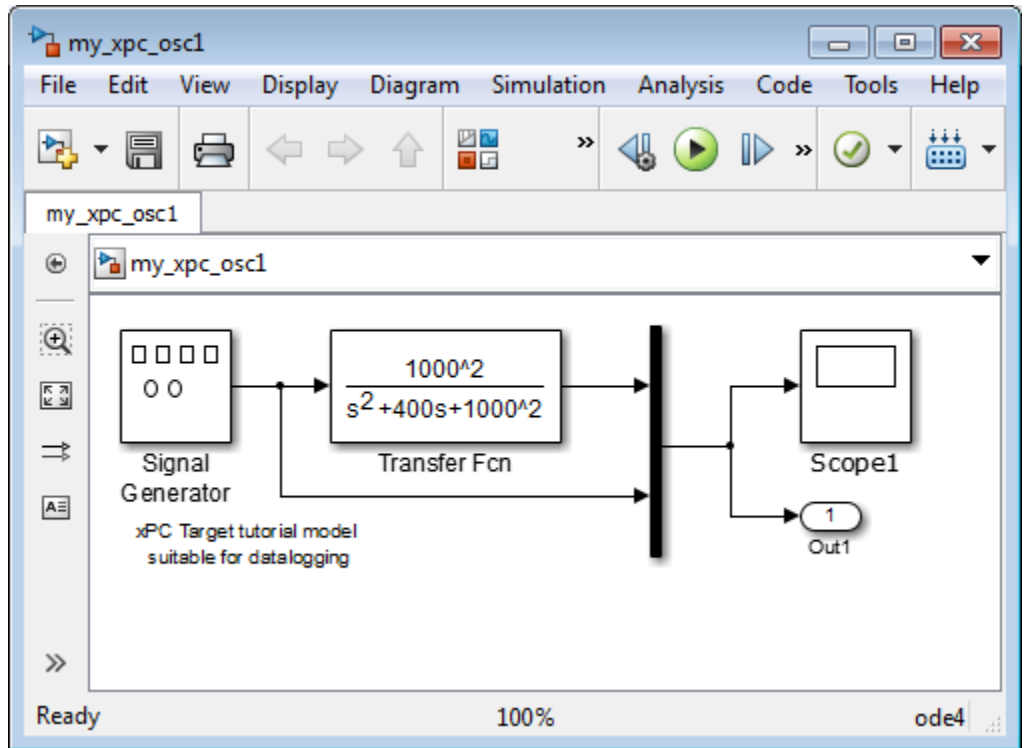 my_xpc_osc1
File Edit View Display Diagram Simulation Analysis Code Tools Help
my_xpc_osc1
my_xpc_osc1
1000^2
s2+400s+1000^2
Signal
Generator
Transfer Fcn
Scope1
1
Out1
xPC Target tutorial model
suitable for datalogging
A
Ready 100% ode4